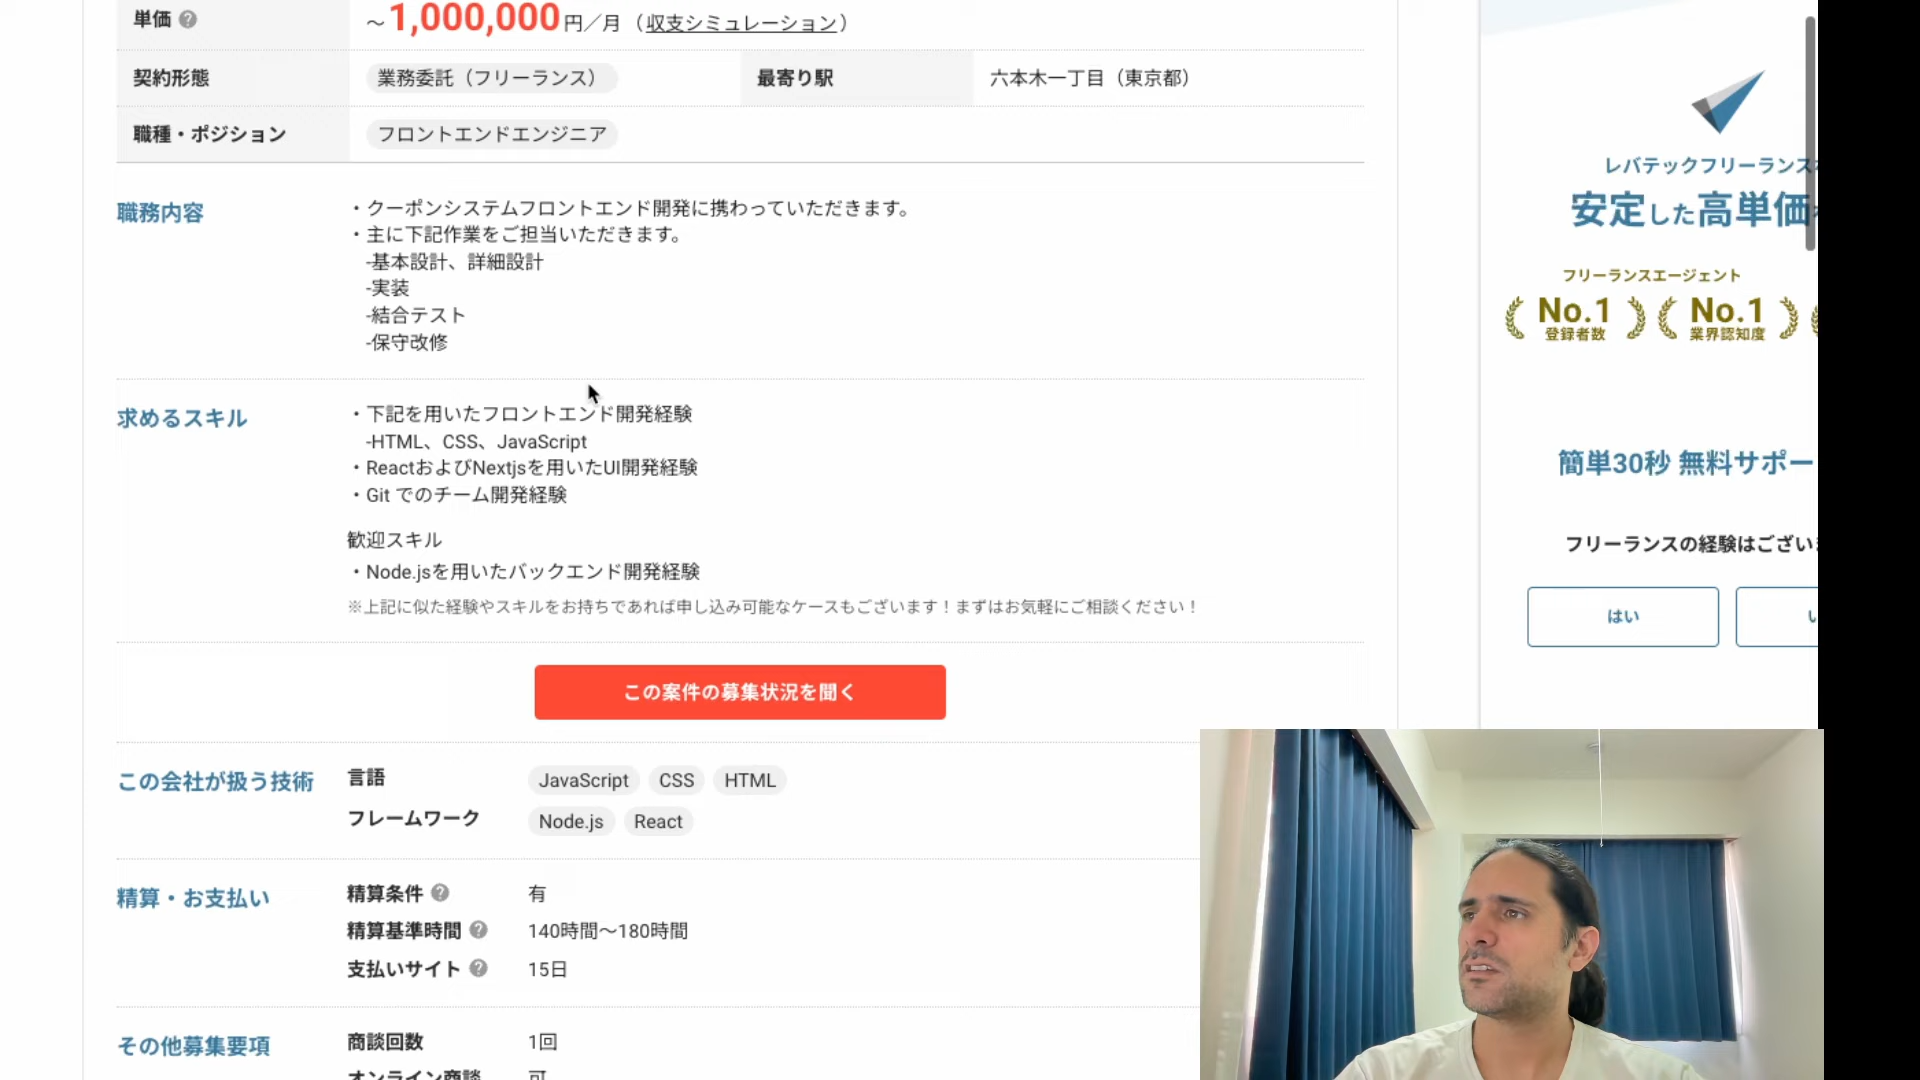 単価
～1,000,000円／月（収支シミュレーション）
契約形態
業務委託（フリーランス）
最寄り駅
六本木一丁目（東京都）
職種・ポジション
フロントエンドエンジニア
職務内容
・クーポンシステムフロントエンド開発に携わっていただきます。
・主に下記作業をご担当いただきます。
-基本設計、詳細設計
-実装
-結合テスト
-保守改修
求めるスキル
・下記を用いたフロントエンド開発経験
-HTML、CSS、JavaScript
・ReactおよびNextjsを用いたUI開発経験
・Git でのチーム開発経験
歓迎スキル
・Node.jsを用いたバックエンド開発経験
※上記に似た経験やスキルをお持ちであれば申し込み可能なケースもございます！まずはお気軽にご相談ください！
この案件の募集状況を聞く
この会社が扱う技術
言語
JavaScript CSS HTML
フレームワーク
Node.js React
精算・お支払い
精算条件
有
精算基準時間
140時間〜180時間
支払いサイト
15日
その他募集要項
商談回数
1回
オンライン商談
可
レバテックフリーランス
安定した高単価
フリーランスエージェント
No.1
登録者数
No.1
業界認知度
簡単30秒 無料サポー
フリーランスの経験はござい
はい